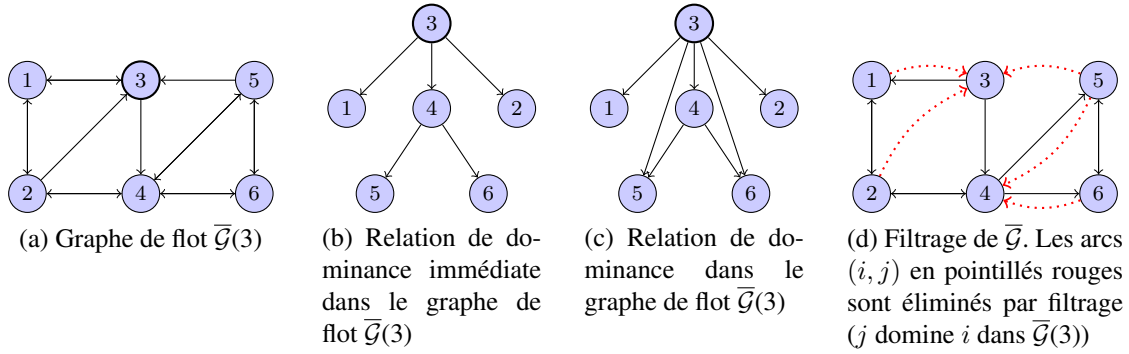 1
3
5
2
4
6
(a) Graphe de flot G̅(3)
3
1
4
2
5
6
(b) Relation de do-
minance immédiate
dans le graphe de
flot G̅(3)
3
1
4
2
5
6
(c) Relation de do-
minance dans le
graphe de flot G̅(3)
1
3
5
2
4
6
(d) Filtrage de G̅. Les arcs
(i, j) en pointillés rouges
sont éliminés par filtrage
(j domine i dans G̅(3))